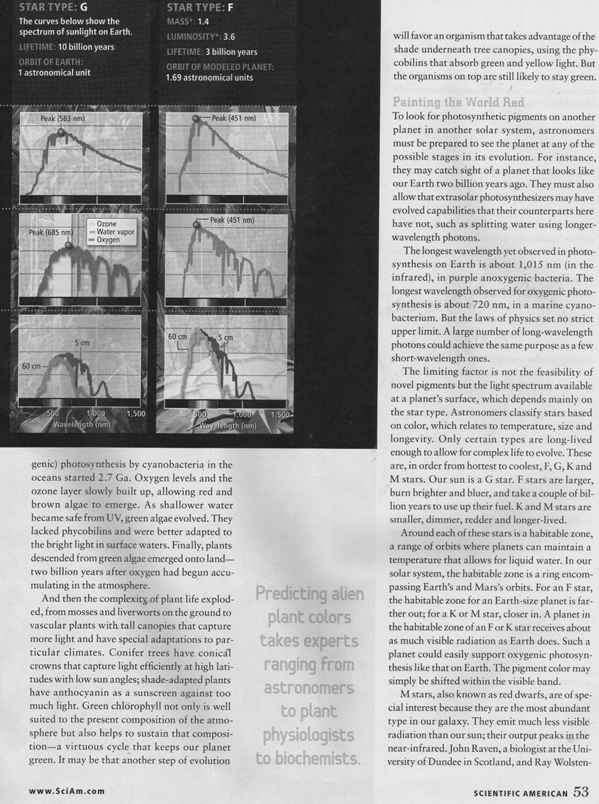 STAR TYPE: G
The curves below show the
spectrum of sunlight on Earth.
LIFETIME: 10 billion years
ORBIT OF EARTH:
1 astronomical unit
STAR TYPE: F
MASS*: 1.4
LUMINOSITY*: 3.6
LIFETIME: 3 billion years
ORBIT OF MODELED PLANET:
1.69 astronomical units
Peak (583 nm)
Peak (451 nm)
Peak (685 nm)
Ozone
Water vapor
Oxygen
Peak (451 nm)
60 cm
5 cm
60 cm
5 cm
500 1,000 1,500
Wavelength (nm)
500 1,000 1,500
Wavelength (nm)
genic) photosynthesis by cyanobacteria in the
oceans started 2.7 Ga. Oxygen levels and the
ozone layer slowly built up, allowing red and
brown algae to emerge. As shallower water
became safe from UV, green algae evolved. They
lacked phycobilins and were better adapted to
the bright light in surface waters. Finally, plants
descended from green algae emerged onto land—
two billion years after oxygen had begun accu-
mulating in the atmosphere.
And then the complexity of plant life explod-
ed, from mosses and liverworts on the ground to
vascular plants with tall canopies that capture
more light and have special adaptations to par-
ticular climates. Conifer trees have conical
crowns that capture light efficiently at high lati-
tudes with low sun angles; shade-adapted plants
have anthocyanin as a sunscreen against too
much light. Green chlorophyll not only is well
suited to the present composition of the atmo-
sphere but also helps to sustain that composi-
tion—a virtuous cycle that keeps our planet
green. It may be that another step of evolution
Predicting alien
plant colors
takes experts
ranging from
astronomers
to plant
physiologists
to biochemists.
will favor an organism that takes advantage of the
shade underneath tree canopies, using the phy-
cobilins that absorb green and yellow light. But
the organisms on top are still likely to stay green.
Painting the World Red
To look for photosynthetic pigments on another
planet in another solar system, astronomers
must be prepared to see the planet at any of the
possible stages in its evolution. For instance,
they may catch sight of a planet that looks like
our Earth two billion years ago. They must also
allow that extrasolar photosynthesizers may have
evolved capabilities that their counterparts here
have not, such as splitting water using longer-
wavelength photons.
The longest wavelength yet observed in photo-
synthesis on Earth is about 1,015 nm (in the
infrared), in purple anoxygenic bacteria. The
longest wavelength observed for oxygenic photo-
synthesis is about 720 nm, in a marine cyano-
bacterium. But the laws of physics set no strict
upper limit. A large number of long-wavelength
photons could achieve the same purpose as a few
short-wavelength ones.
The limiting factor is not the feasibility of
novel pigments but the light spectrum available
at a planet's surface, which depends mainly on
the star type. Astronomers classify stars based
on color, which relates to temperature, size and
longevity. Only certain types are long-lived
enough to allow for complex life to evolve. These
are, in order from hottest to coolest, F, G, K and
M stars. Our sun is a G star. F stars are larger,
burn brighter and bluer, and take a couple of bil-
lion years to use up their fuel. K and M stars are
smaller, dimmer, redder and longer-lived.
Around each of these stars is a habitable zone,
a range of orbits where planets can maintain a
temperature that allows for liquid water. In our
solar system, the habitable zone is a ring encom-
passing Earth's and Mars's orbits. For an F star,
the habitable zone for an Earth-size planet is far-
ther out; for a K or M star, closer in. A planet in
the habitable zone of an F or K star receives about
as much visible radiation as Earth does. Such a
planet could easily support oxygenic photosyn-
thesis like that on Earth. The pigment color may
simply be shifted within the visible band.
M stars, also known as red dwarfs, are of spe-
cial interest because they are the most abundant
type in our galaxy. They emit much less visible
radiation than our sun; their output peaks in the
near-infrared. John Raven, a biologist at the Uni-
versity of Dundee in Scotland, and Ray Wolsten-
www.SciAm.com
SCIENTIFIC AMERICAN 53